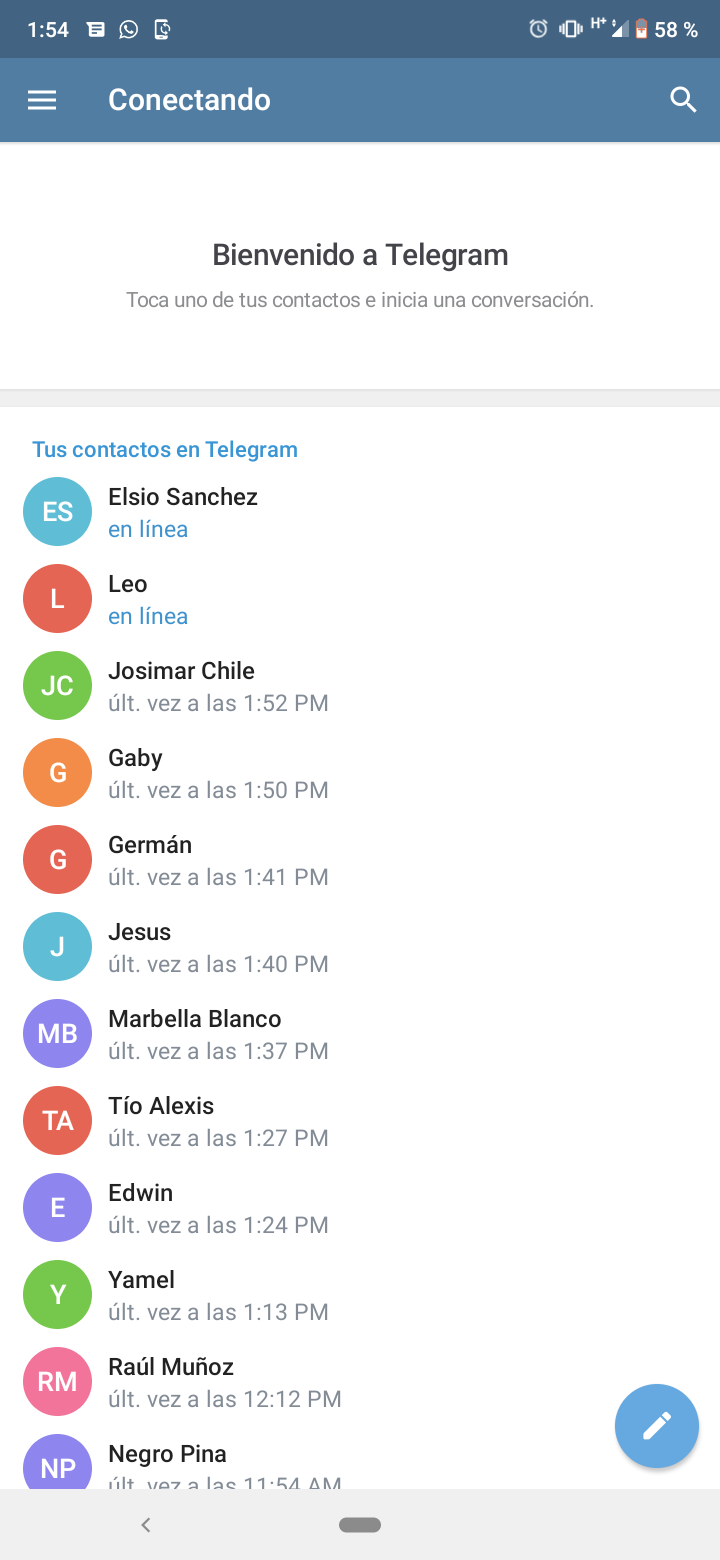 1:54 H+ 58 %
Conectando
Bienvenido a Telegram
Toca uno de tus contactos e inicia una conversación.
Tus contactos en Telegram
ES Elsio Sanchez
en línea
L Leo
en línea
JC Josimar Chile
últ. vez a las 1:52 PM
G Gaby
últ. vez a las 1:50 PM
G Germán
últ. vez a las 1:41 PM
J Jesus
últ. vez a las 1:40 PM
MB Marbella Blanco
últ. vez a las 1:37 PM
TA Tío Alexis
últ. vez a las 1:27 PM
E Edwin
últ. vez a las 1:24 PM
Y Yamel
últ. vez a las 1:13 PM
RM Raúl Muñoz
últ. vez a las 12:12 PM
NP Negro Pina
últ. vez a las 11:54 AM